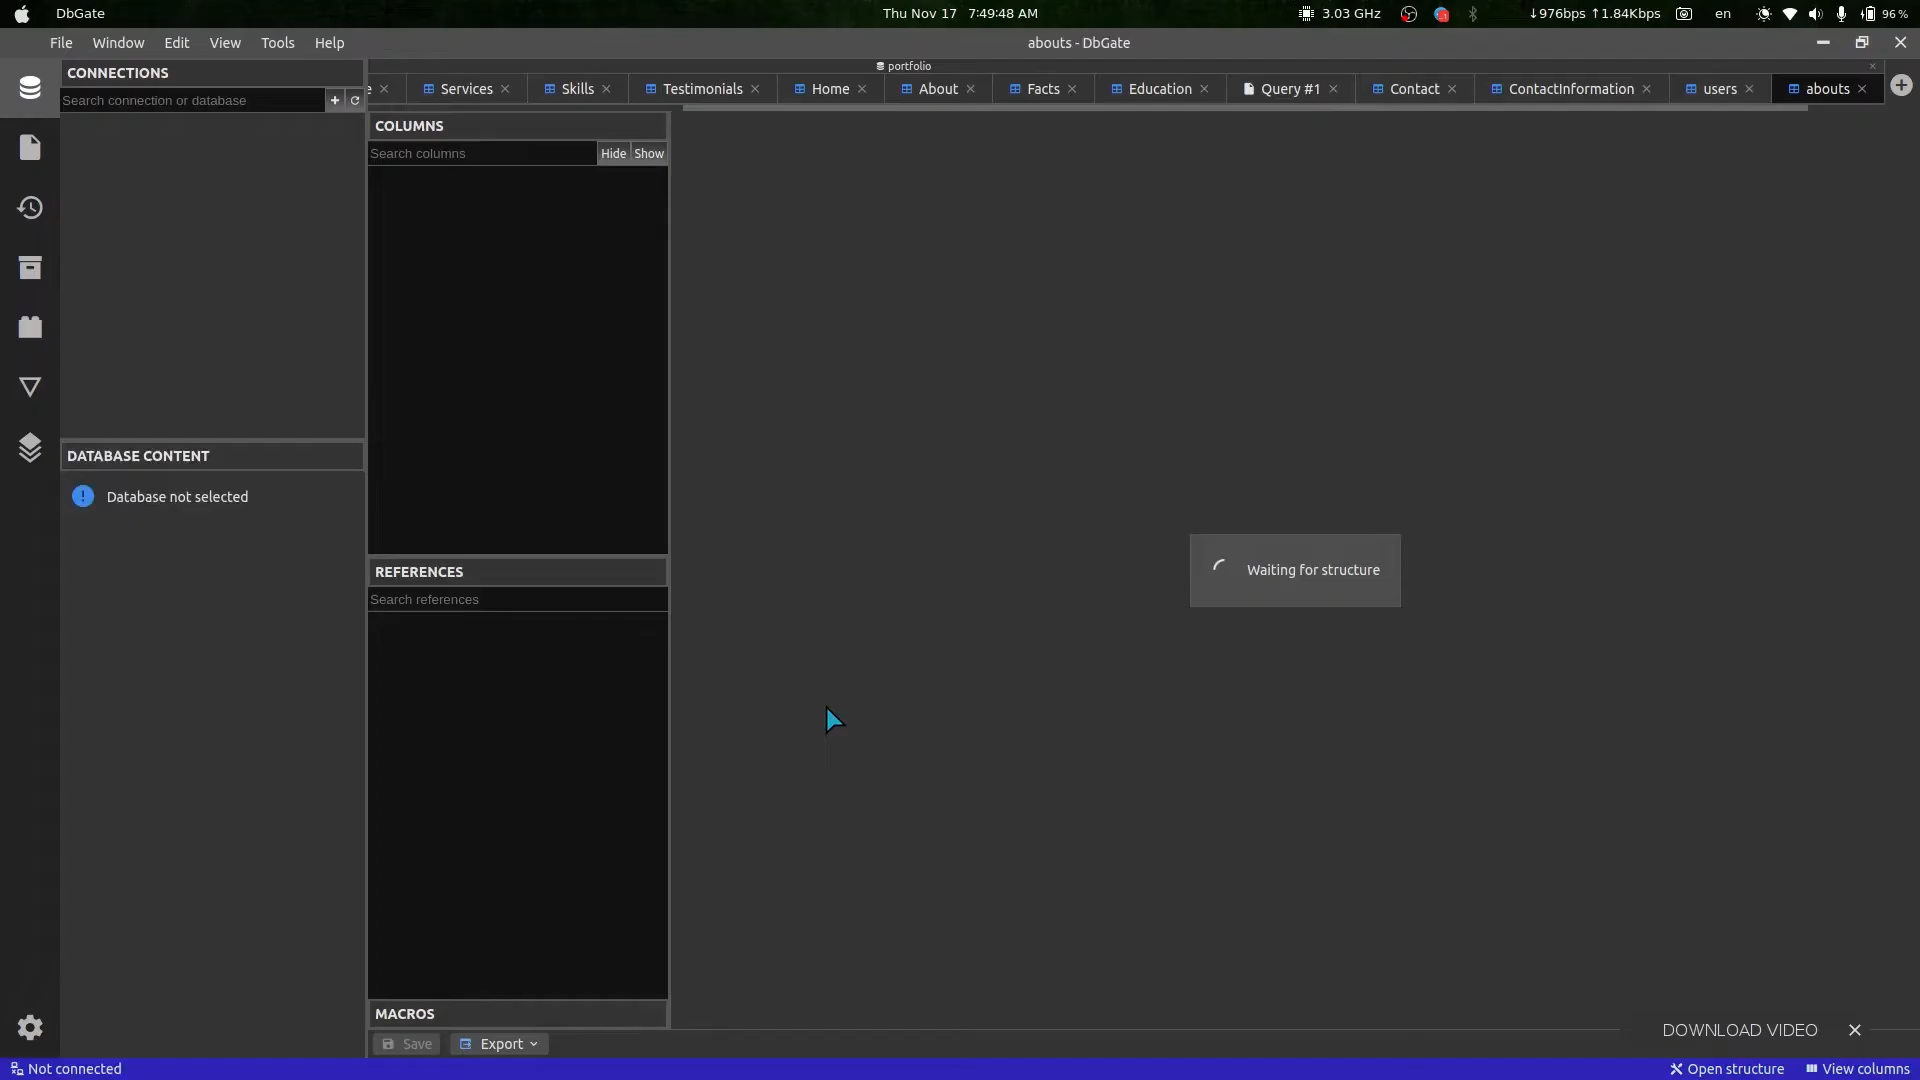 DbGate
Thu Nov 17 7:49:48 AM
3.03 GHz
↓976bps ↑1.84Kbps
en
96 %
File Window Edit View Tools Help
abouts - DbGate
CONNECTIONS
Search connection or database
portfolio
e
Services
Skills
Testimonials
Home
About
Facts
Education
Query #1
Contact
ContactInformation
users
abouts
COLUMNS
Search columns
Hide
Show
DATABASE CONTENT
Database not selected
REFERENCES
Search references
Waiting for structure
MACROS
Save
Export
DOWNLOAD VIDEO
Not connected
Open structure
View columns